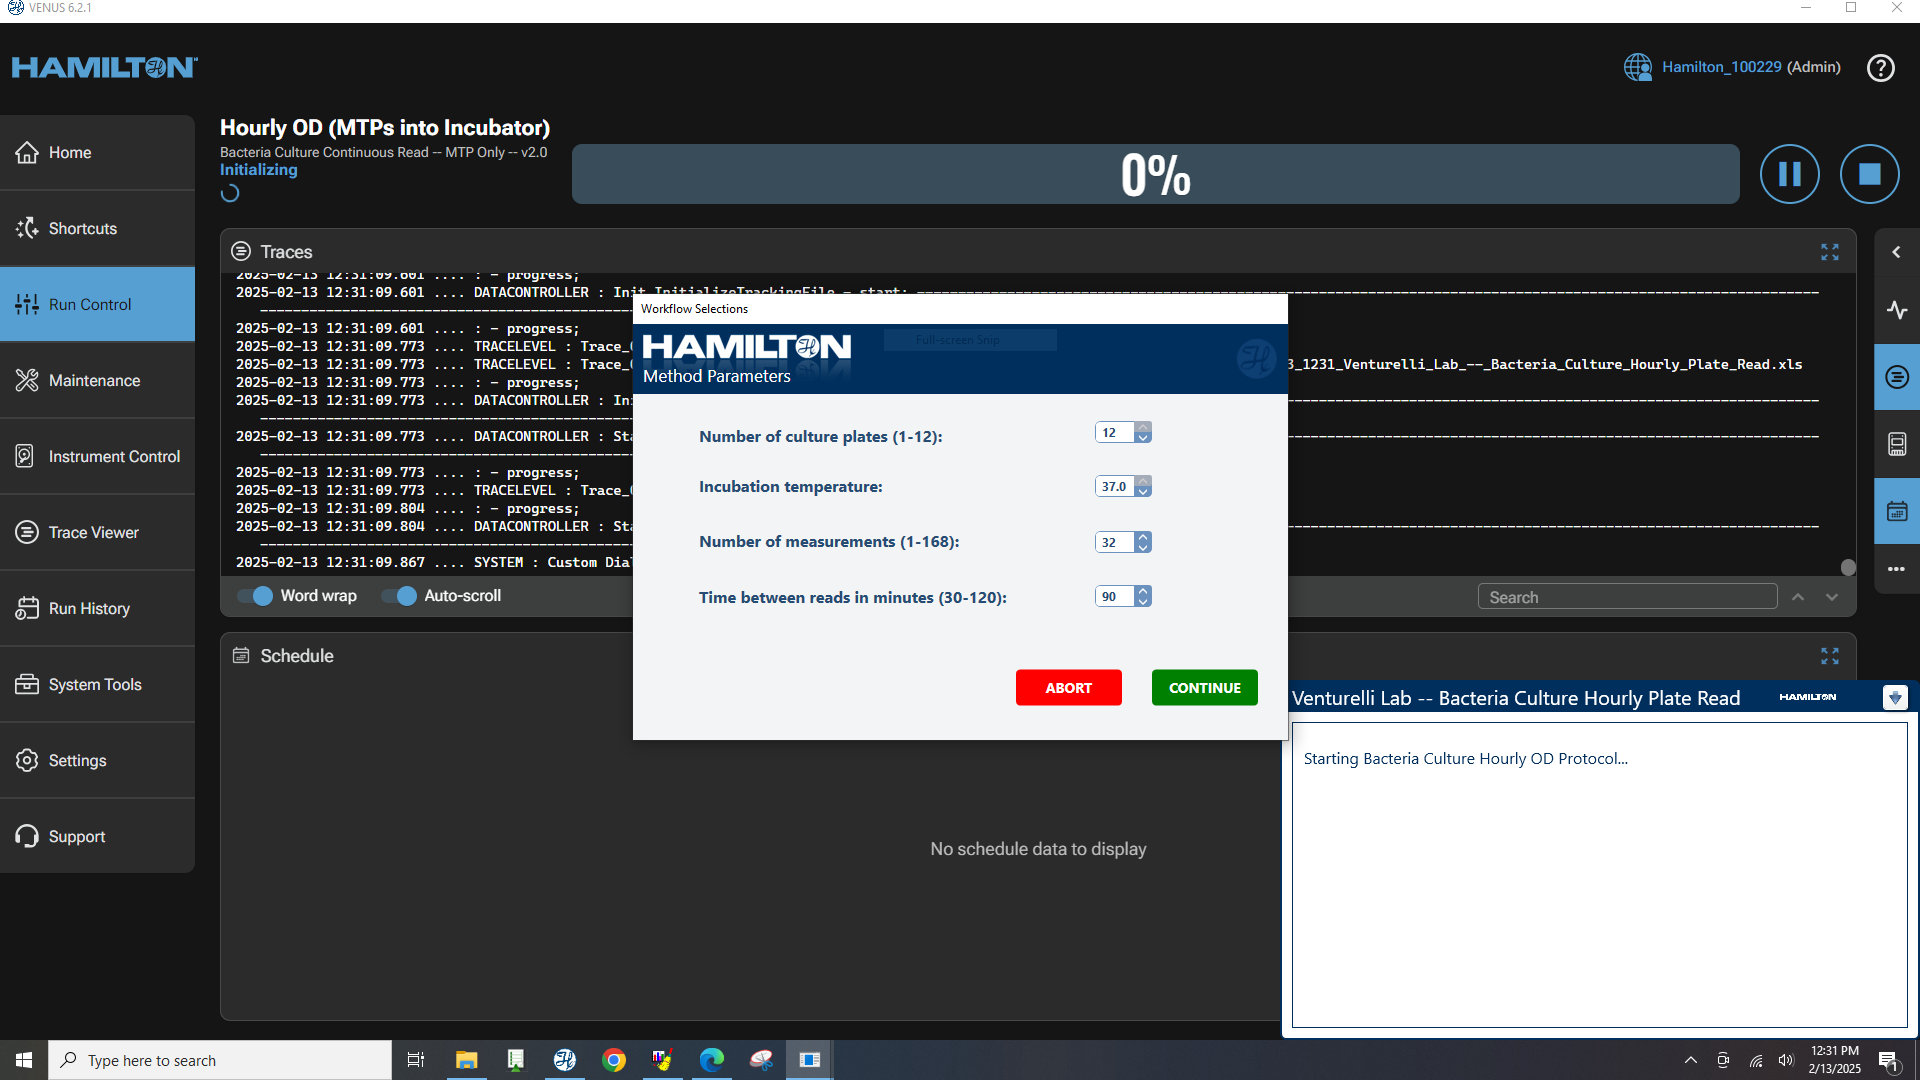 VENUS 6.2.1
HAMILTON
Hamilton_100229 (Admin)
Home
Shortcuts
Run Control
Maintenance
Instrument Control
Trace Viewer
Run History
System Tools
Settings
Support
Hourly OD (MTPs into Incubator)
Bacteria Culture Continuous Read -- MTP Only -- v2.0
Initializing
0%
Traces
2025-02-13 12:31:09.601 .... : - progress;
2025-02-13 12:31:09.601 .... DATACONTROLLER : Init InitializeTrackingFile - start;
2025-02-13 12:31:09.601 .... : - progress;
2025-02-13 12:31:09.773 .... TRACELEVEL : Trace_
2025-02-13 12:31:09.773 .... TRACELEVEL : Trace_ 3_1231_Venturelli_Lab_--_Bacteria_Culture_Hourly_Plate_Read.xls
2025-02-13 12:31:09.773 .... : - progress;
2025-02-13 12:31:09.773 .... DATACONTROLLER : In
2025-02-13 12:31:09.773 .... DATACONTROLLER : Sta
2025-02-13 12:31:09.773 .... : - progress;
2025-02-13 12:31:09.773 .... TRACELEVEL : Trace_
2025-02-13 12:31:09.804 .... : - progress;
2025-02-13 12:31:09.804 .... DATACONTROLLER : Sta
2025-02-13 12:31:09.867 .... SYSTEM : Custom Dia
Word wrap
Auto-scroll
Search
Workflow Selections
HAMILTON
Full-screen Snip
Method Parameters
Number of culture plates (1-12): 12
Incubation temperature: 37.0
Number of measurements (1-168): 32
Time between reads in minutes (30-120): 90
ABORT
CONTINUE
Schedule
No schedule data to display
Venturelli Lab -- Bacteria Culture Hourly Plate Read
HAMILTON
Starting Bacteria Culture Hourly OD Protocol...
Type here to search
12:31 PM
2/13/2025
1